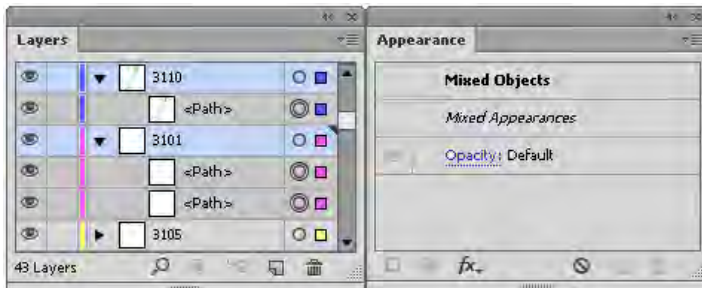 Layers
3110
<Path>
3101
<Path>
<Path>
3105
43 Layers
Appearance
Mixed Objects
Mixed Appearances
Opacity: Default
fx